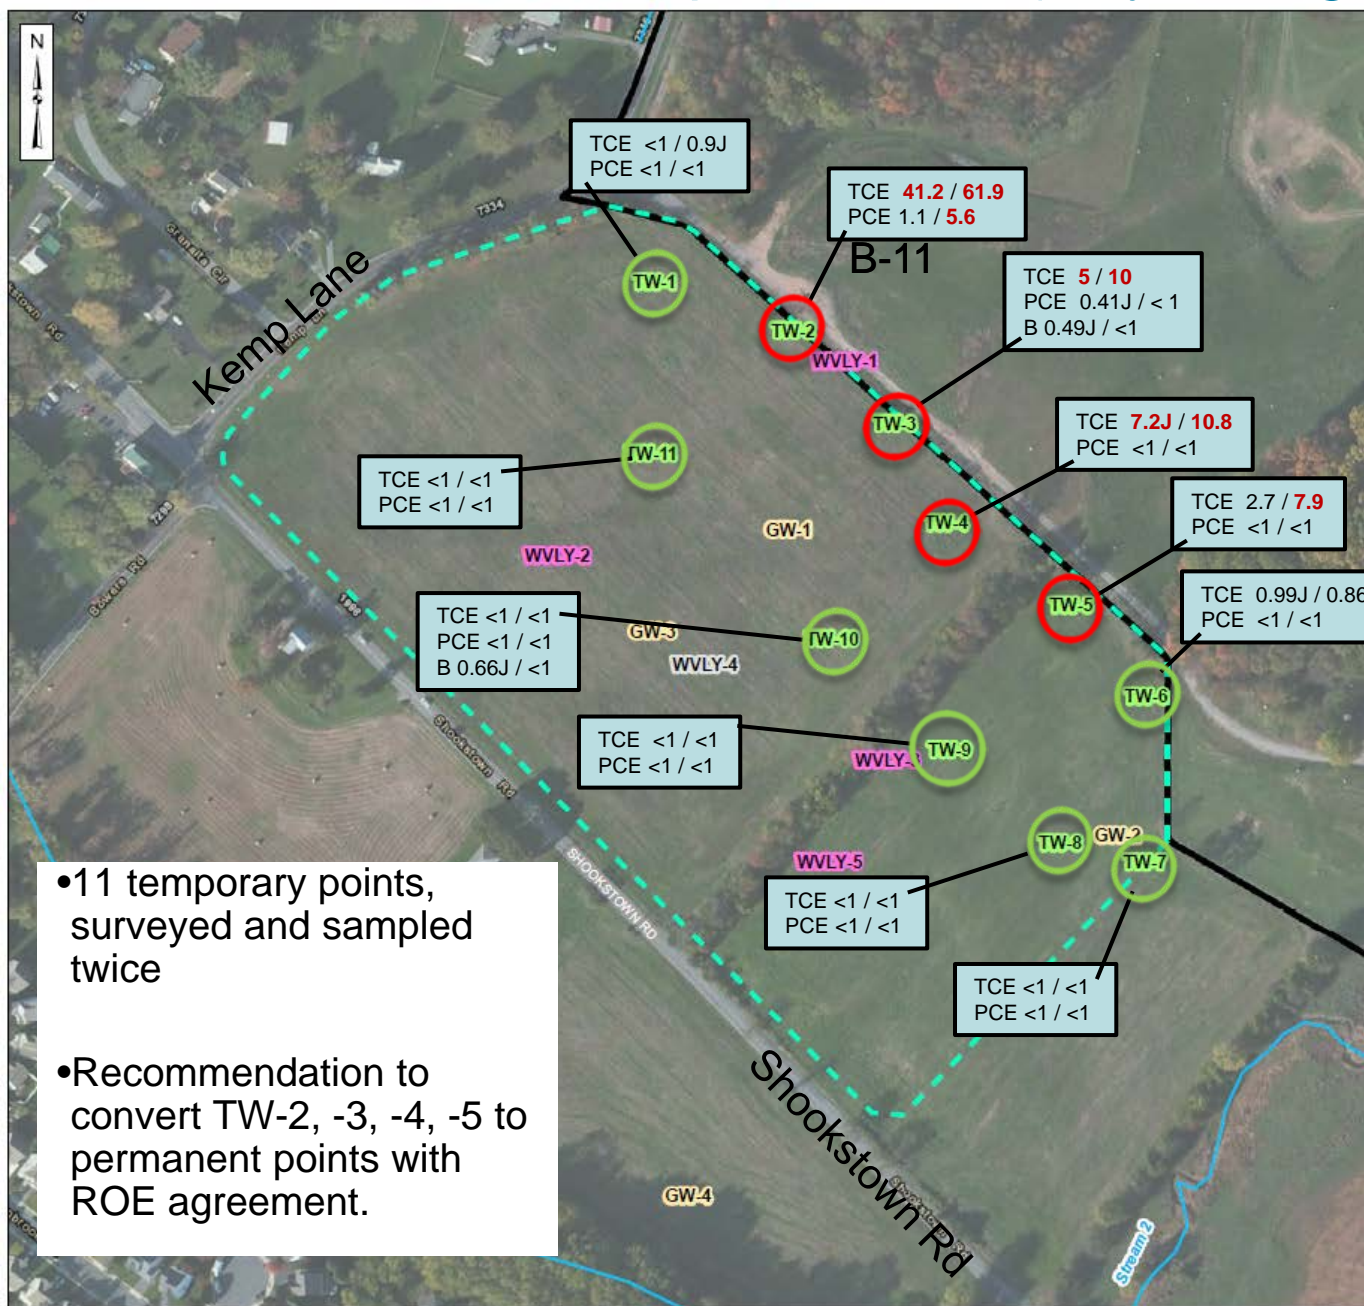 N
7334
Kemp Lane
TCE <1 / 0.9J
PCE <1 / <1
TCE 41.2 / 61.9
PCE 1.1 / 5.6
B-11
TCE 5 / 10
PCE 0.41J / < 1
B 0.49J / <1
TCE 7.2J / 10.8
PCE <1 / <1
TCE 2.7 / 7.9
PCE <1 / <1
TCE 0.99J / 0.86
PCE <1 / <1
TW-1
TW-2
WVLY-1
TW-3
TW-11
TCE <1 / <1
PCE <1 / <1
GW-1
TW-4
WVLY-2
TW-5
TCE <1 / <1
PCE <1 / <1
B 0.66J / <1
GW-3
WVLY-4
TW-10
TW-6
TCE <1 / <1
PCE <1 / <1
WVLY-3
TW-9
Bowers Rd
Shookstown Rd
SHOOKSTOWN RD
TW-8
GW-2
TW-7
WVLY-5
TCE <1 / <1
PCE <1 / <1
TCE <1 / <1
PCE <1 / <1
•11 temporary points,
surveyed and sampled
twice
•Recommendation to
convert TW-2, -3, -4, -5 to
permanent points with
ROE agreement.
Shookstown Rd
GW-4
Stream 2